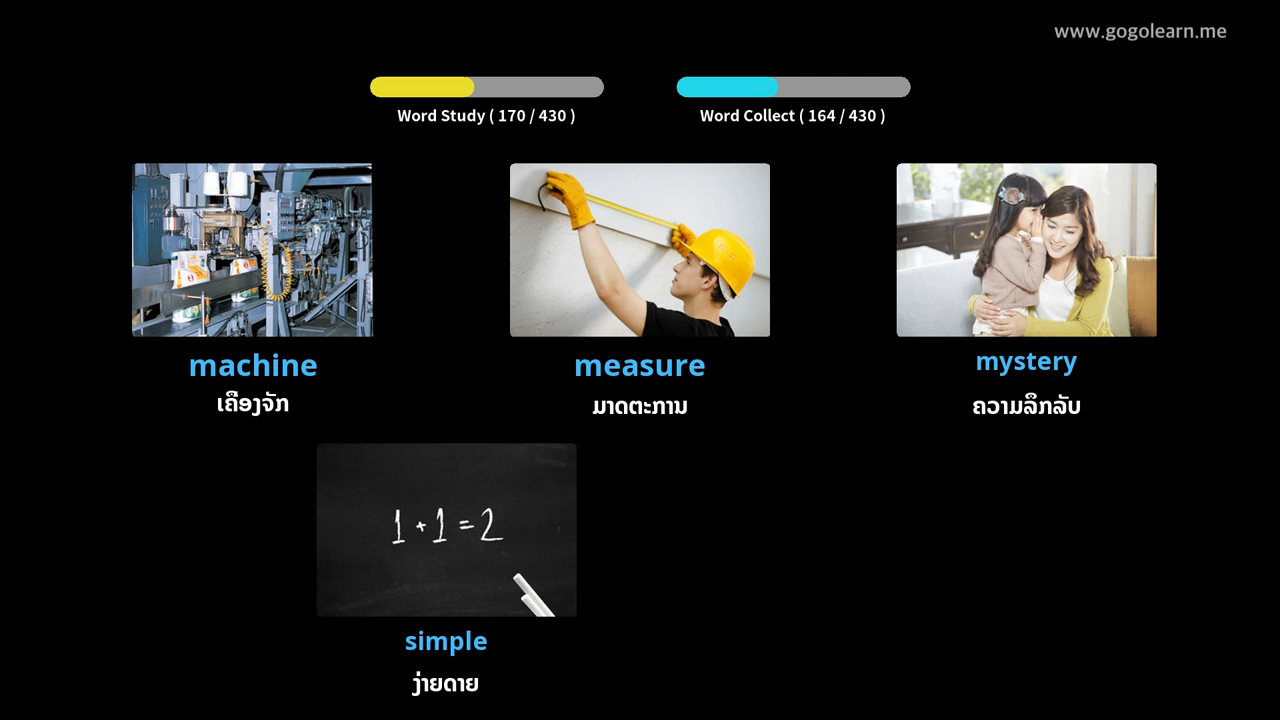 www.gogolearn.me
Word Study ( 170 / 430 )
Word Collect ( 164 / 430 )
machine
measure
mystery
ເຄື່ອງຈັກ
ມາດຕະການ
ຄວາມລຶກລັບ
1 + 1 = 2
simple
ງ່າຍດາຍ